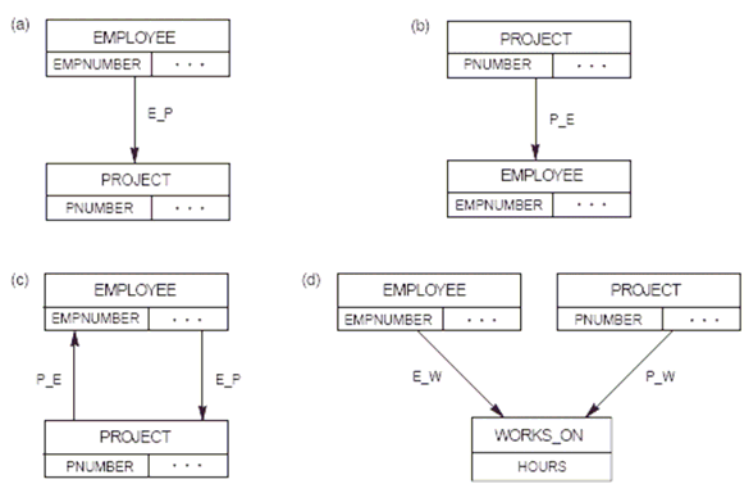 (a)
EMPLOYEE
EMPNUMBER . . .
E_P
PROJECT
PNUMBER . . .
(b)
PROJECT
PNUMBER . . .
P_E
EMPLOYEE
EMPNUMBER . . .
(c)
EMPLOYEE
EMPNUMBER . . .
P_E E_P
PROJECT
PNUMBER . . .
(d)
EMPLOYEE PROJECT
EMPNUMBER . . . PNUMBER . . .
E_W P_W
WORKS_ON
HOURS